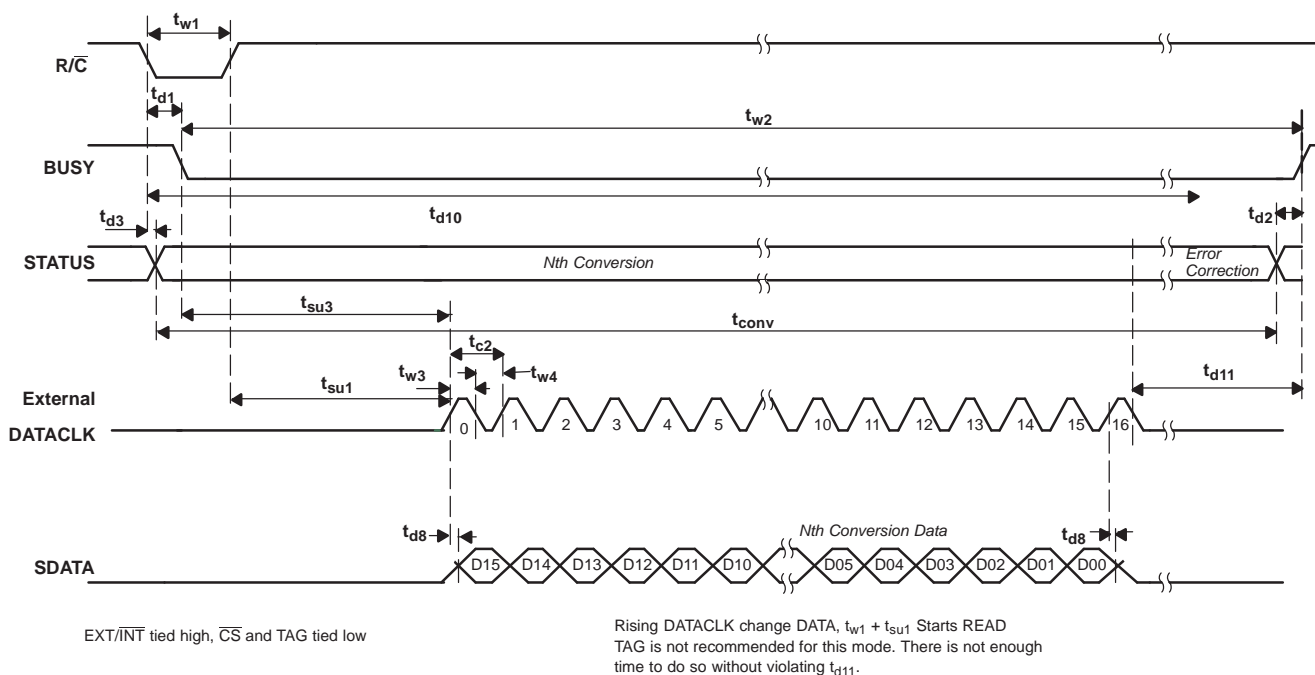 tw1
R/C̅
td1
tw2
BUSY
td10
td3
td2
STATUS
Nth Conversion
Error
Correction
tsu3
tconv
tc2
tw3
tw4
tsu1
td11
External
DATACLK
0 1 2 3 4 5 10 11 12 13 14 15 16
Nth Conversion Data
td8
td8
SDATA
D15 D14 D13 D12 D11 D10 D05 D04 D03 D02 D01 D00
EXT/I̅N̅T̅ tied high, C̅S̅ and TAG tied low
Rising DATACLK change DATA, tw1 + tsu1 Starts READ
TAG is not recommended for this mode. There is not enough
time to do so without violating td11.